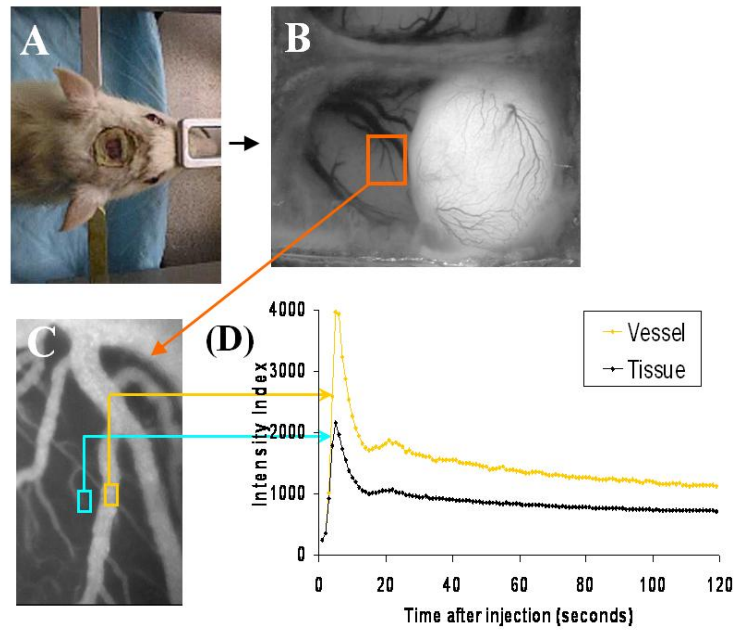 A
B
C
(D)
4000
3000
2000
1000
0
Intensity Index
Vessel
Tissue
0
20
40
60
80
100
120
Time after injection (seconds)